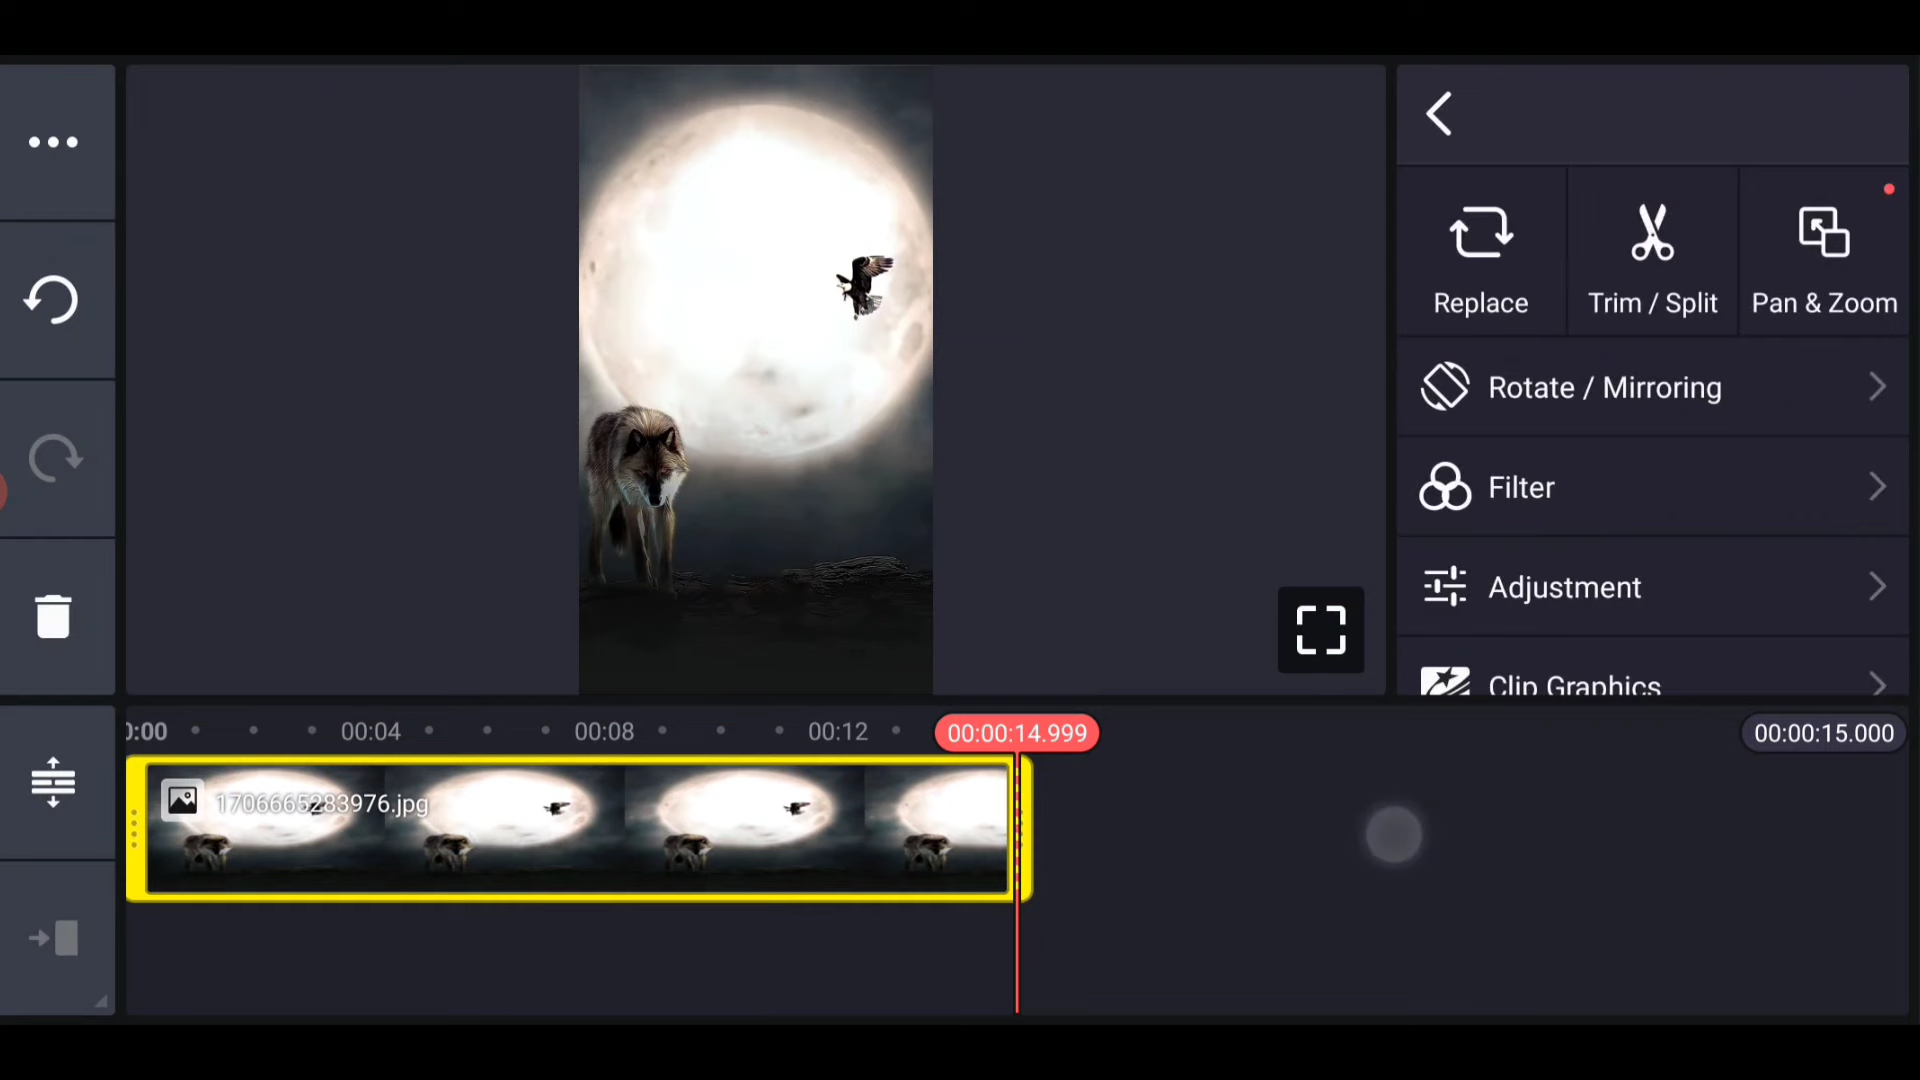 Replace
Trim / Split
Pan & Zoom
Rotate / Mirroring
Filter
Adjustment
Clip Graphics
0:00
00:04
00:08
00:12
00:00:14.999
00:00:15.000
1706665283976.jpg